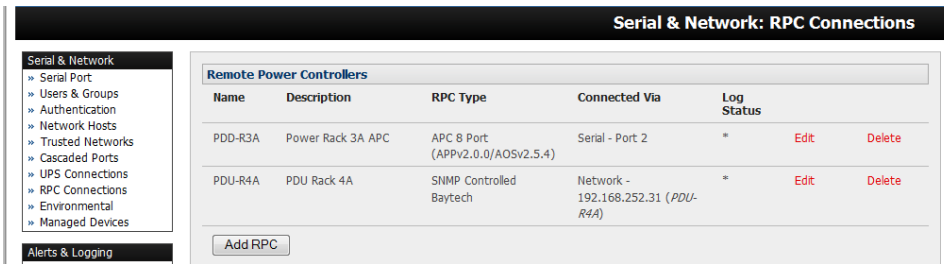 Serial & Network: RPC Connections
Serial & Network
» Serial Port
» Users & Groups
» Authentication
» Network Hosts
» Trusted Networks
» Cascaded Ports
» UPS Connections
» RPC Connections
» Environmental
» Managed Devices
Alerts & Logging
Remote Power Controllers
Name Description RPC Type Connected Via Log Status
PDD-R3A Power Rack 3A APC APC 8 Port (APPv2.0.0/AOSv2.5.4) Serial - Port 2 * Edit Delete
PDU-R4A PDU Rack 4A SNMP Controlled Baytech Network - 192.168.252.31 (PDU-R4A) * Edit Delete
Add RPC